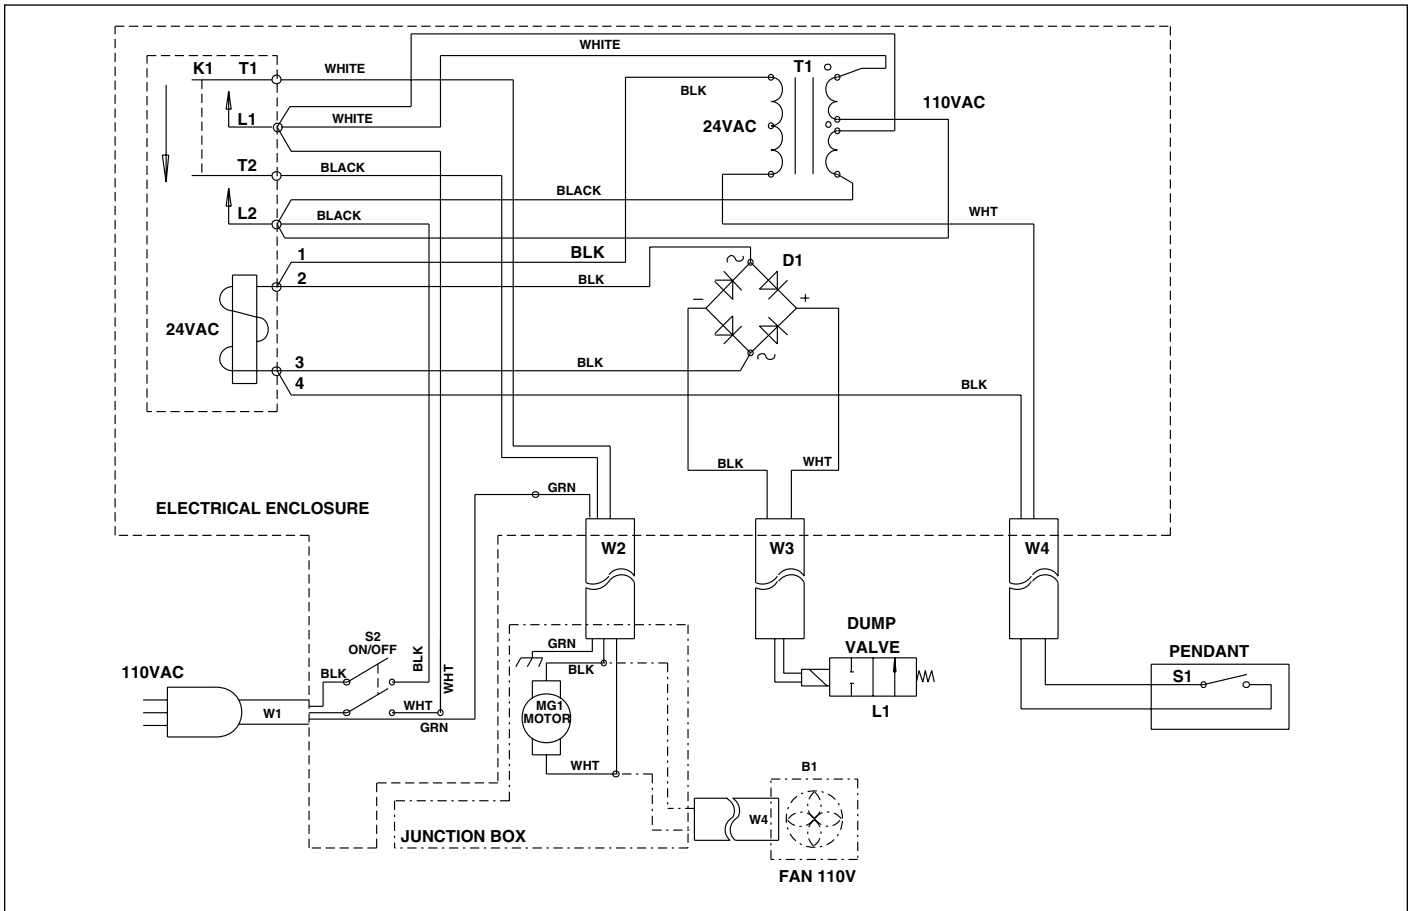 WHITE
K1 T1 WHITE
T1
BLK
110VAC
L1 WHITE
24VAC
T2 BLACK
BLACK
L2 BLACK
WHT
1 BLK
D1
2 BLK
− +
24VAC
3 BLK
4 BLK
BLK WHT
GRN
ELECTRICAL ENCLOSURE
W2 W3 W4
S2
ON/OFF
DUMP
VALVE
GRN
BLK
PENDANT
110VAC
BLK
BLK
WHT
S1
W1
WHT
GRN
MG1
MOTOR
L1
WHT
B1
W4
JUNCTION BOX
FAN 110V